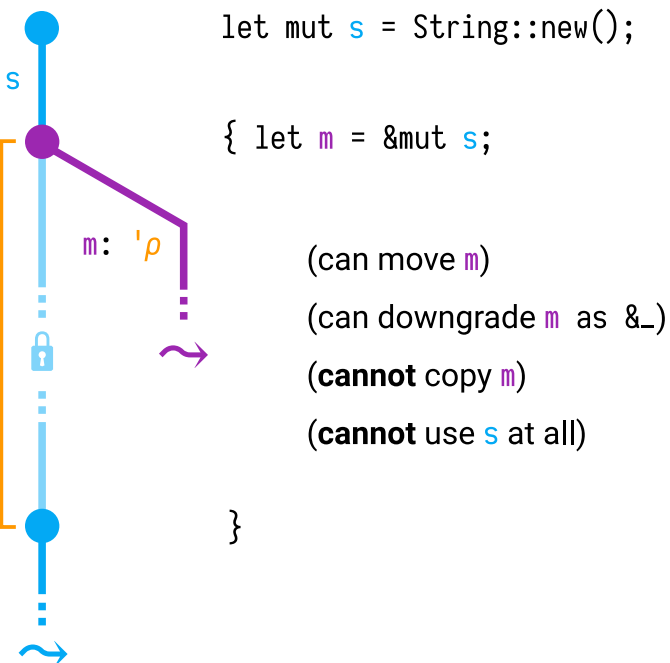 let mut s = String::new();
s
{ let m = &mut s;
m: 'ρ
(can move m)
(can downgrade m as &_)
(cannot copy m)
(cannot use s at all)
}